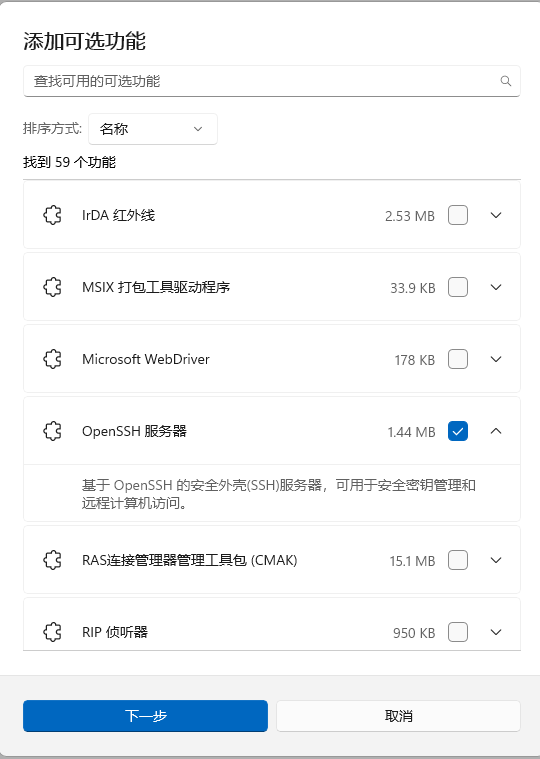 添加可选功能
查找可用的可选功能
排序方式: 名称
找到 59 个功能
IrDA 红外线 2.53 MB
MSIX 打包工具驱动程序 33.9 KB
Microsoft WebDriver 178 KB
OpenSSH 服务器 1.44 MB
基于 OpenSSH 的安全外壳(SSH)服务器，可用于安全密钥管理和
远程计算机访问。
RAS连接管理器管理工具包 (CMAK) 15.1 MB
RIP 侦听器 950 KB
下一步 取消